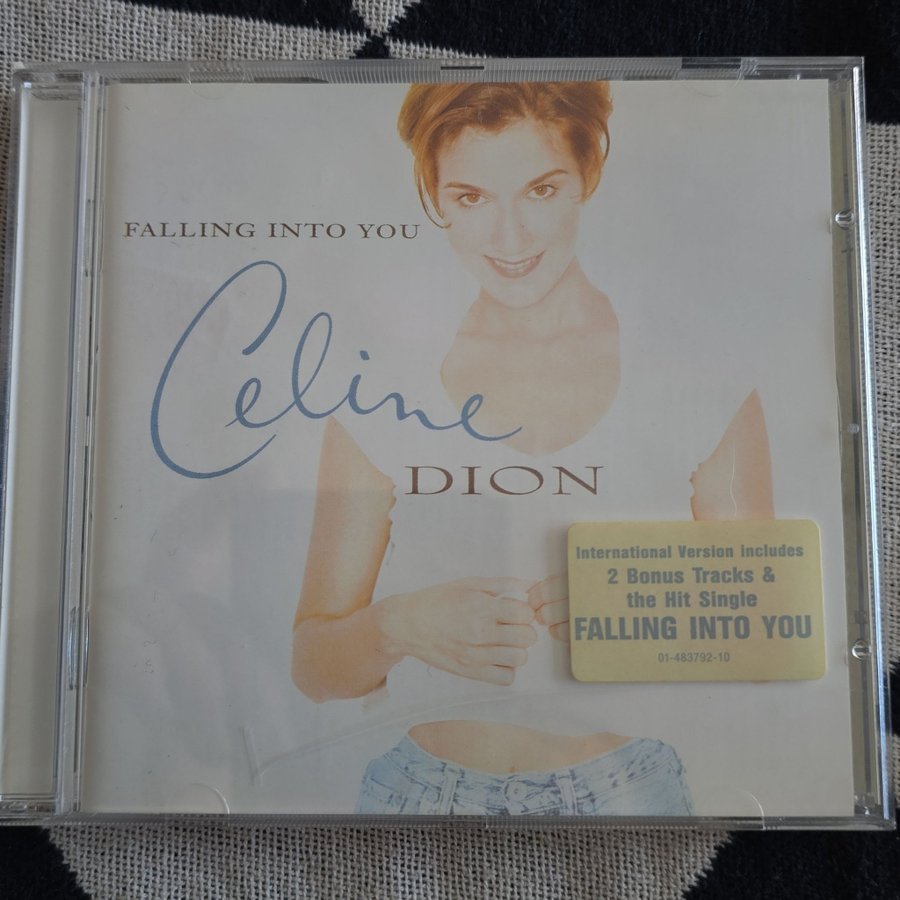 FALLING INTO YOU
Celine
DION
International Version includes
2 Bonus Tracks &
the Hit Single
FALLING INTO YOU
01-483792-10